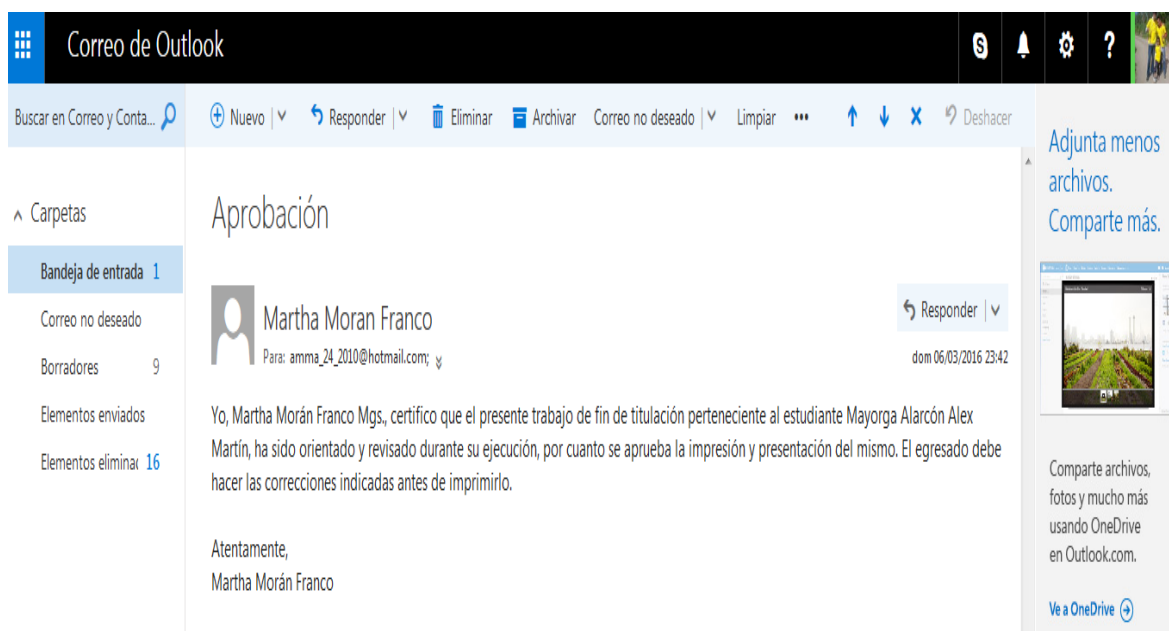 Correo de Outlook
Buscar en Correo y Conta...
Nuevo
Responder
Eliminar
Archivar
Correo no deseado
Limpiar
Deshacer
Carpetas
Bandeja de entrada 1
Correo no deseado
Borradores 9
Elementos enviados
Elementos elimina 16
Aprobación
Martha Moran Franco
Para: amma_24_2010@hotmail.com;
Responder
dom 06/03/2016 23:42
Yo, Martha Morán Franco Mgs., certifico que el presente trabajo de fin de titulación perteneciente al estudiante Mayorga Alarcón Alex
Martín, ha sido orientado y revisado durante su ejecución, por cuanto se aprueba la impresión y presentación del mismo. El egresado debe
hacer las correcciones indicadas antes de imprimirlo.
Atentamente,
Martha Morán Franco
Adjunta menos
archivos.
Comparte más.
Comparte archivos,
fotos y mucho más
usando OneDrive
en Outlook.com.
Ve a OneDrive